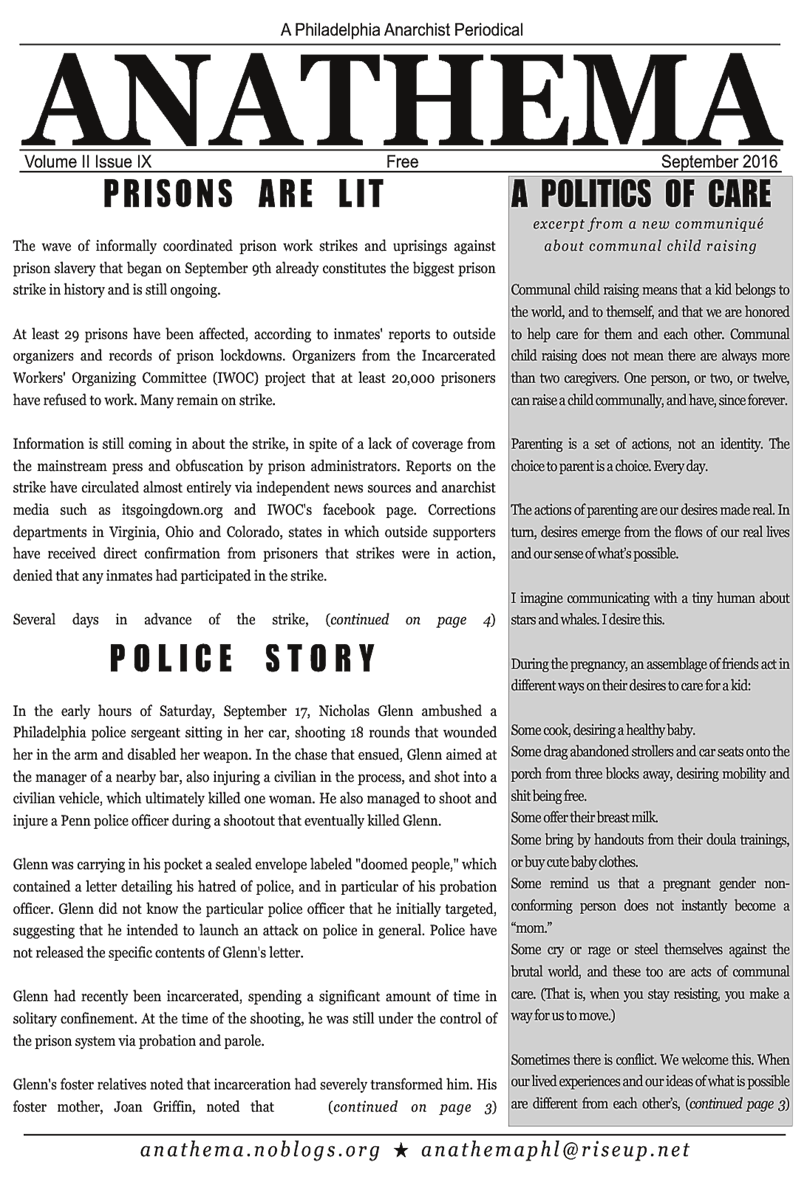 A Philadelphia Anarchist Periodical
ANATHEMA
Volume II Issue IX Free September 2016
PRISONS ARE LIT
The wave of informally coordinated prison work strikes and uprisings against
prison slavery that began on September 9th already constitutes the biggest prison
strike in history and is still ongoing.
At least 29 prisons have been affected, according to inmates' reports to outside
organizers and records of prison lockdowns. Organizers from the Incarcerated
Workers' Organizing Committee (IWOC) project that at least 20,000 prisoners
have refused to work. Many remain on strike.
Information is still coming in about the strike, in spite of a lack of coverage from
the mainstream press and obfuscation by prison administrators. Reports on the
strike have circulated almost entirely via independent news sources and anarchist
media such as itsgoingdown.org and IWOC's facebook page. Corrections
departments in Virginia, Ohio and Colorado, states in which outside supporters
have received direct confirmation from prisoners that strikes were in action,
denied that any inmates had participated in the strike.
Several days in advance of the strike, (continued on page 4)
POLICE STORY
In the early hours of Saturday, September 17, Nicholas Glenn ambushed a
Philadelphia police sergeant sitting in her car, shooting 18 rounds that wounded
her in the arm and disabled her weapon. In the chase that ensued, Glenn aimed at
the manager of a nearby bar, also injuring a civilian in the process, and shot into a
civilian vehicle, which ultimately killed one woman. He also managed to shoot and
injure a Penn police officer during a shootout that eventually killed Glenn.
Glenn was carrying in his pocket a sealed envelope labeled "doomed people," which
contained a letter detailing his hatred of police, and in particular of his probation
officer. Glenn did not know the particular police officer that he initially targeted,
suggesting that he intended to launch an attack on police in general. Police have
not released the specific contents of Glenn's letter.
Glenn had recently been incarcerated, spending a significant amount of time in
solitary confinement. At the time of the shooting, he was still under the control of
the prison system via probation and parole.
Glenn's foster relatives noted that incarceration had severely transformed him. His
foster mother, Joan Griffin, noted that (continued on page 3)
A POLITICS OF CARE
excerpt from a new communiqué
about communal child raising
Communal child raising means that a kid belongs to
the world, and to themself, and that we are honored
to help care for them and each other. Communal
child raising does not mean there are always more
than two caregivers. One person, or two, or twelve,
can raise a child communally, and have, since forever.
Parenting is a set of actions, not an identity. The
choice to parent is a choice. Every day.
The actions of parenting are our desires made real. In
turn, desires emerge from the flows of our real lives
and our sense of what's possible.
I imagine communicating with a tiny human about
stars and whales. I desire this.
During the pregnancy, an assemblage of friends act in
different ways on their desires to care for a kid:
Some cook, desiring a healthy baby.
Some drag abandoned strollers and car seats onto the
porch from three blocks away, desiring mobility and
shit being free.
Some offer their breast milk.
Some bring by handouts from their doula trainings,
or buy cute baby clothes.
Some remind us that a pregnant gender non-
conforming person does not instantly become a
“mom.”
Some cry or rage or steel themselves against the
brutal world, and these too are acts of communal
care. (That is, when you stay resisting, you make a
way for us to move.)
Sometimes there is conflict. We welcome this. When
our lived experiences and our ideas of what is possible
are different from each other's, (continued page 3)
anathema.noblogs.org ★ anathemaphl@riseup.net